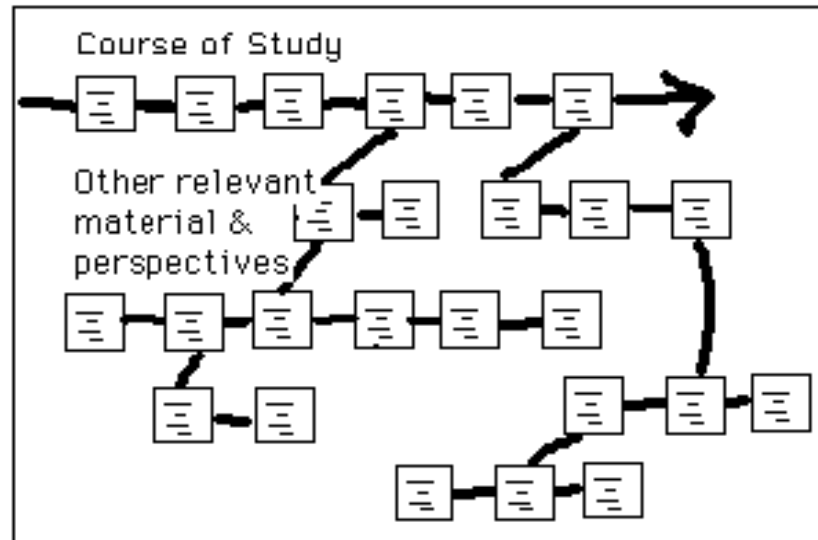 Course of Study
Other relevant
material &
perspectives